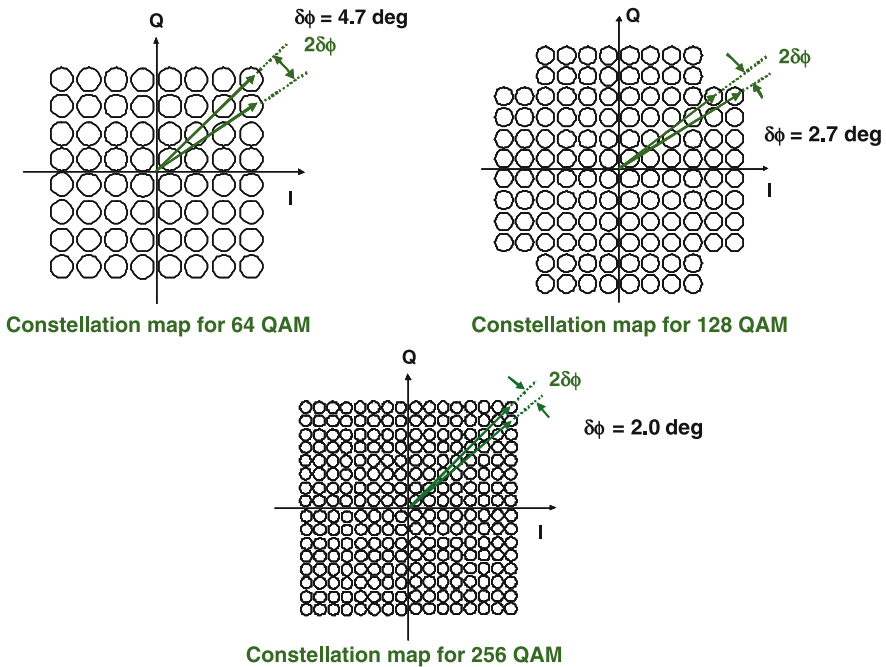 Q
δϕ = 4.7 deg
2δϕ
I
Constellation map for 64 QAM
Q
2δϕ
δϕ = 2.7 deg
I
Constellation map for 128 QAM
Q
2δϕ
δϕ = 2.0 deg
I
Constellation map for 256 QAM